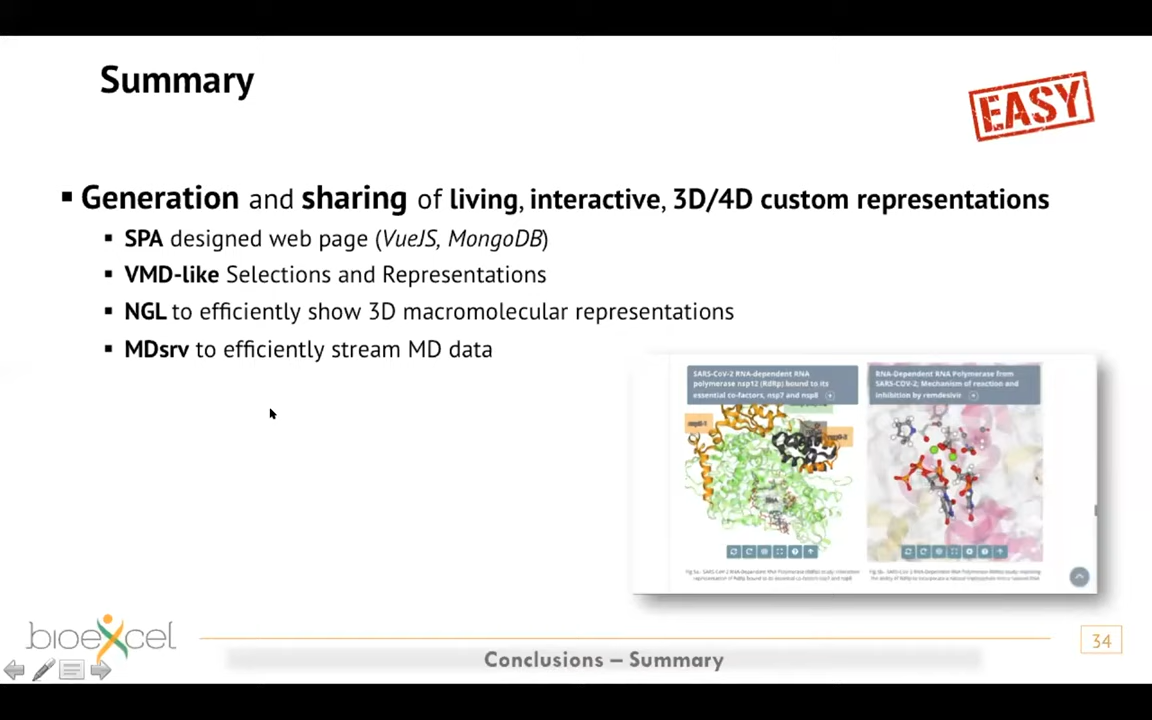 Summary
EASY
▪ Generation and sharing of living, interactive, 3D/4D custom representations
▪ SPA designed web page (VueJS, MongoDB)
▪ VMD-like Selections and Representations
▪ NGL to efficiently show 3D macromolecular representations
▪ MDsrv to efficiently stream MD data
SARS-CoV-2 RNA-dependent RNA
polymerase nsp12 (RdRp) bound to its
essential co-factors, nsp7 and nsp8
RNA-Dependent RNA Polymerase from
SARS-COV-2; Mechanism of reaction and
inhibition by remdesivir
bioexcel
Conclusions – Summary
34